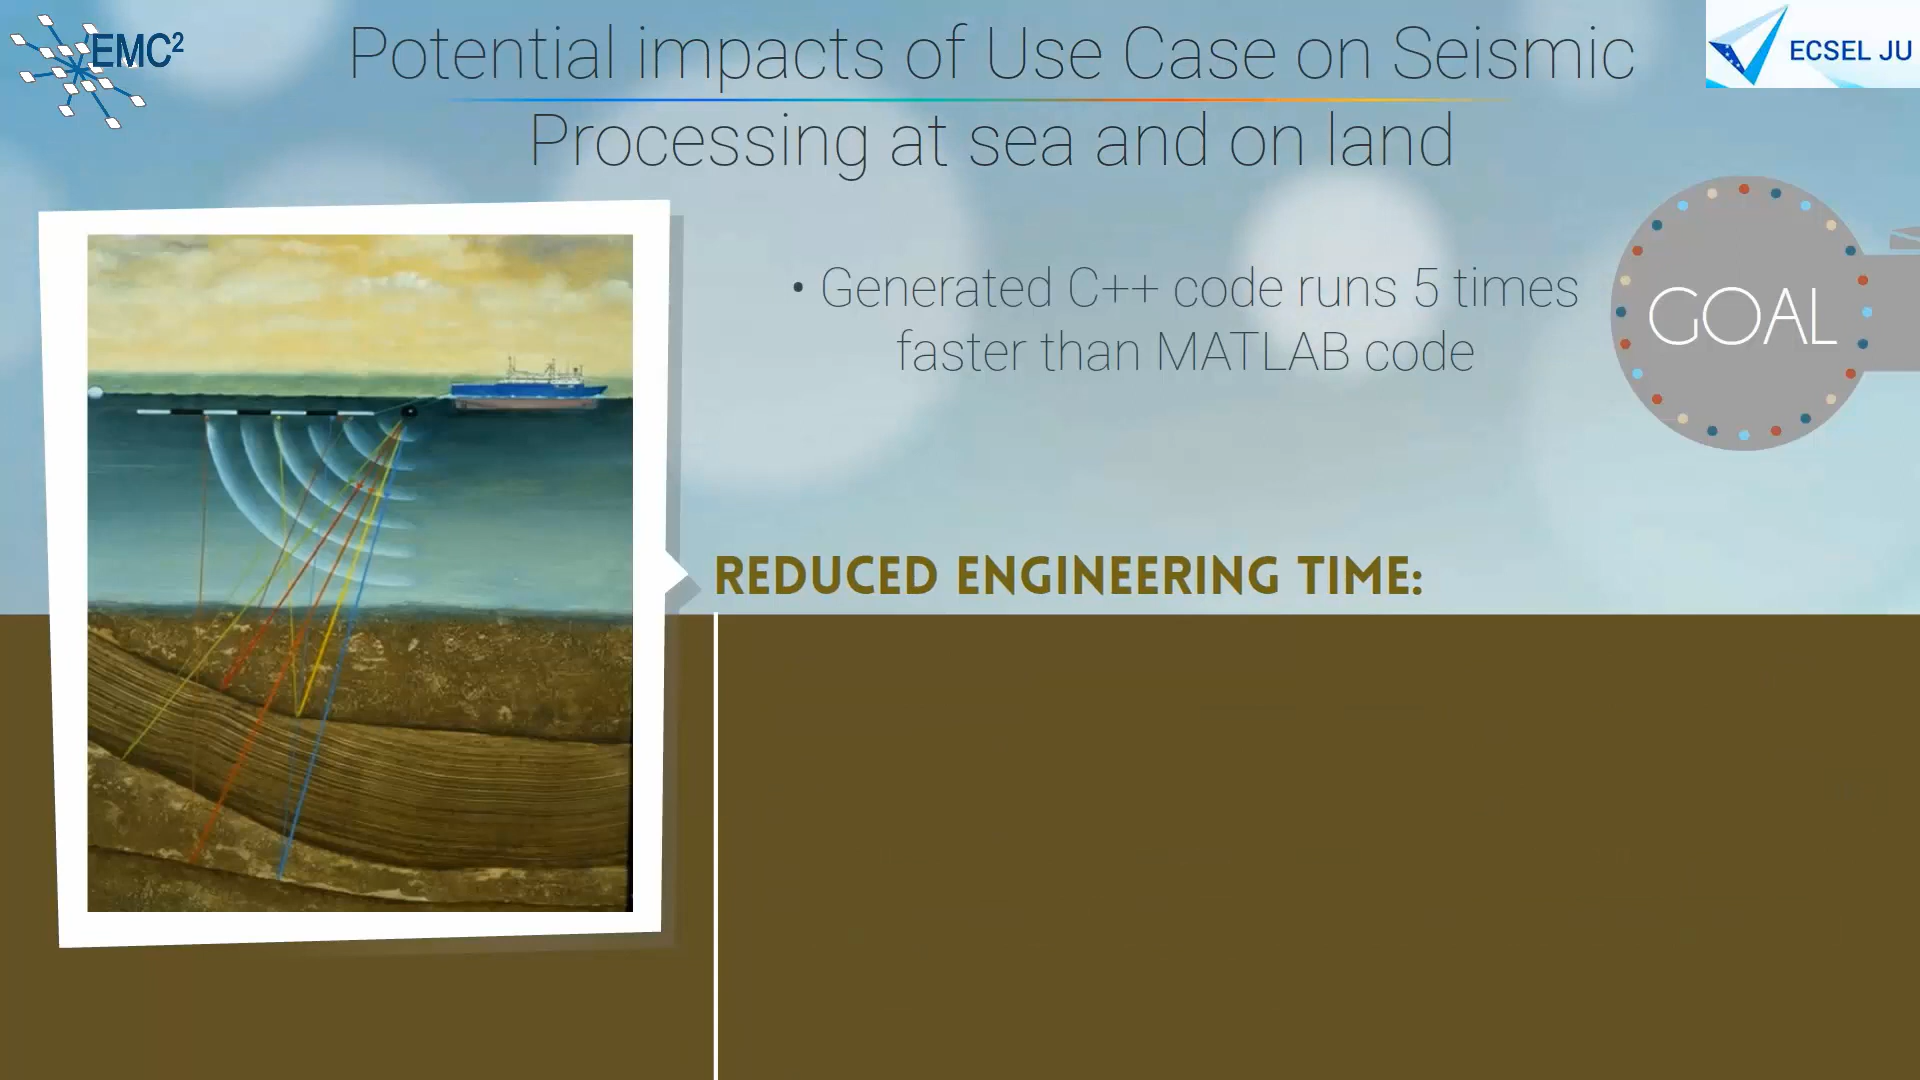 EMC²
Potential impacts of Use Case on Seismic
Processing at sea and on land
ECSEL JU
• Generated C++ code runs 5 times
faster than MATLAB code
GOAL
REDUCED ENGINEERING TIME: